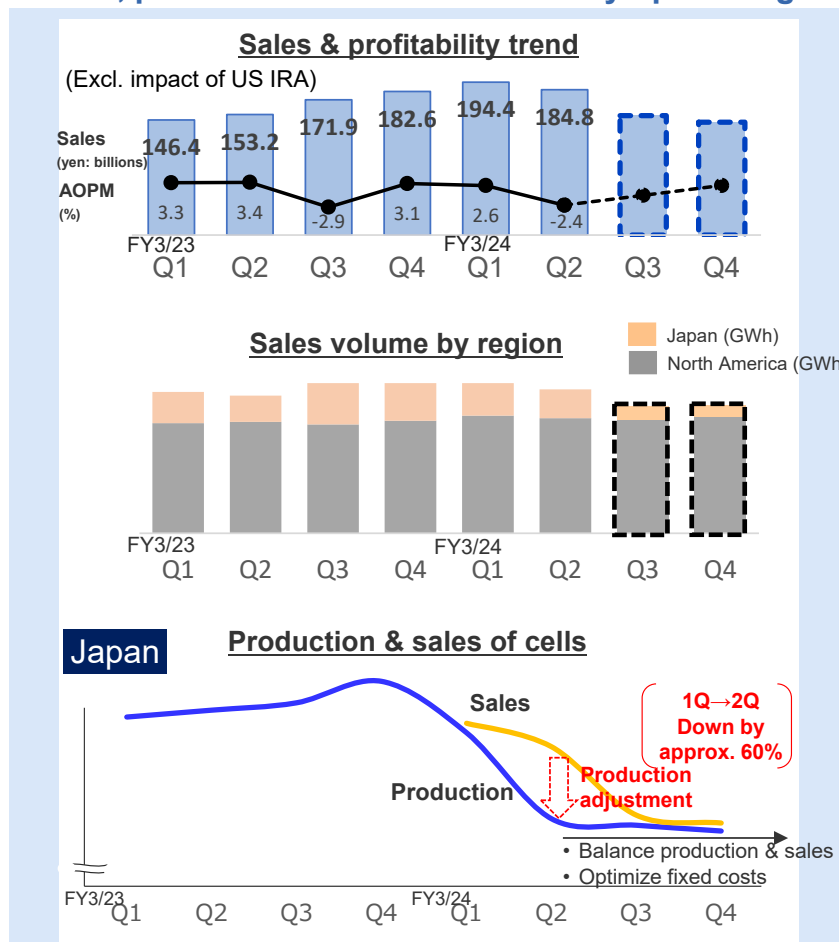 Sales & profitability trend
(Excl. impact of US IRA)
146.4 153.2 171.9 182.6 194.4 184.8
Sales
(yen: billions)
AOPM
(%)
3.3 3.4 -2.9 3.1 2.6 -2.4
FY3/23 FY3/24
Q1 Q2 Q3 Q4 Q1 Q2 Q3 Q4
Sales volume by region
Japan (GWh)
North America (GWh
FY3/23 FY3/24
Q1 Q2 Q3 Q4 Q1 Q2 Q3 Q4
Japan
Production & sales of cells
Sales
1Q→2Q
Down by
approx. 60%
Production
Production
adjustment
• Balance production & sales
• Optimize fixed costs
FY3/23 FY3/24
Q1 Q2 Q3 Q4 Q1 Q2 Q3 Q4